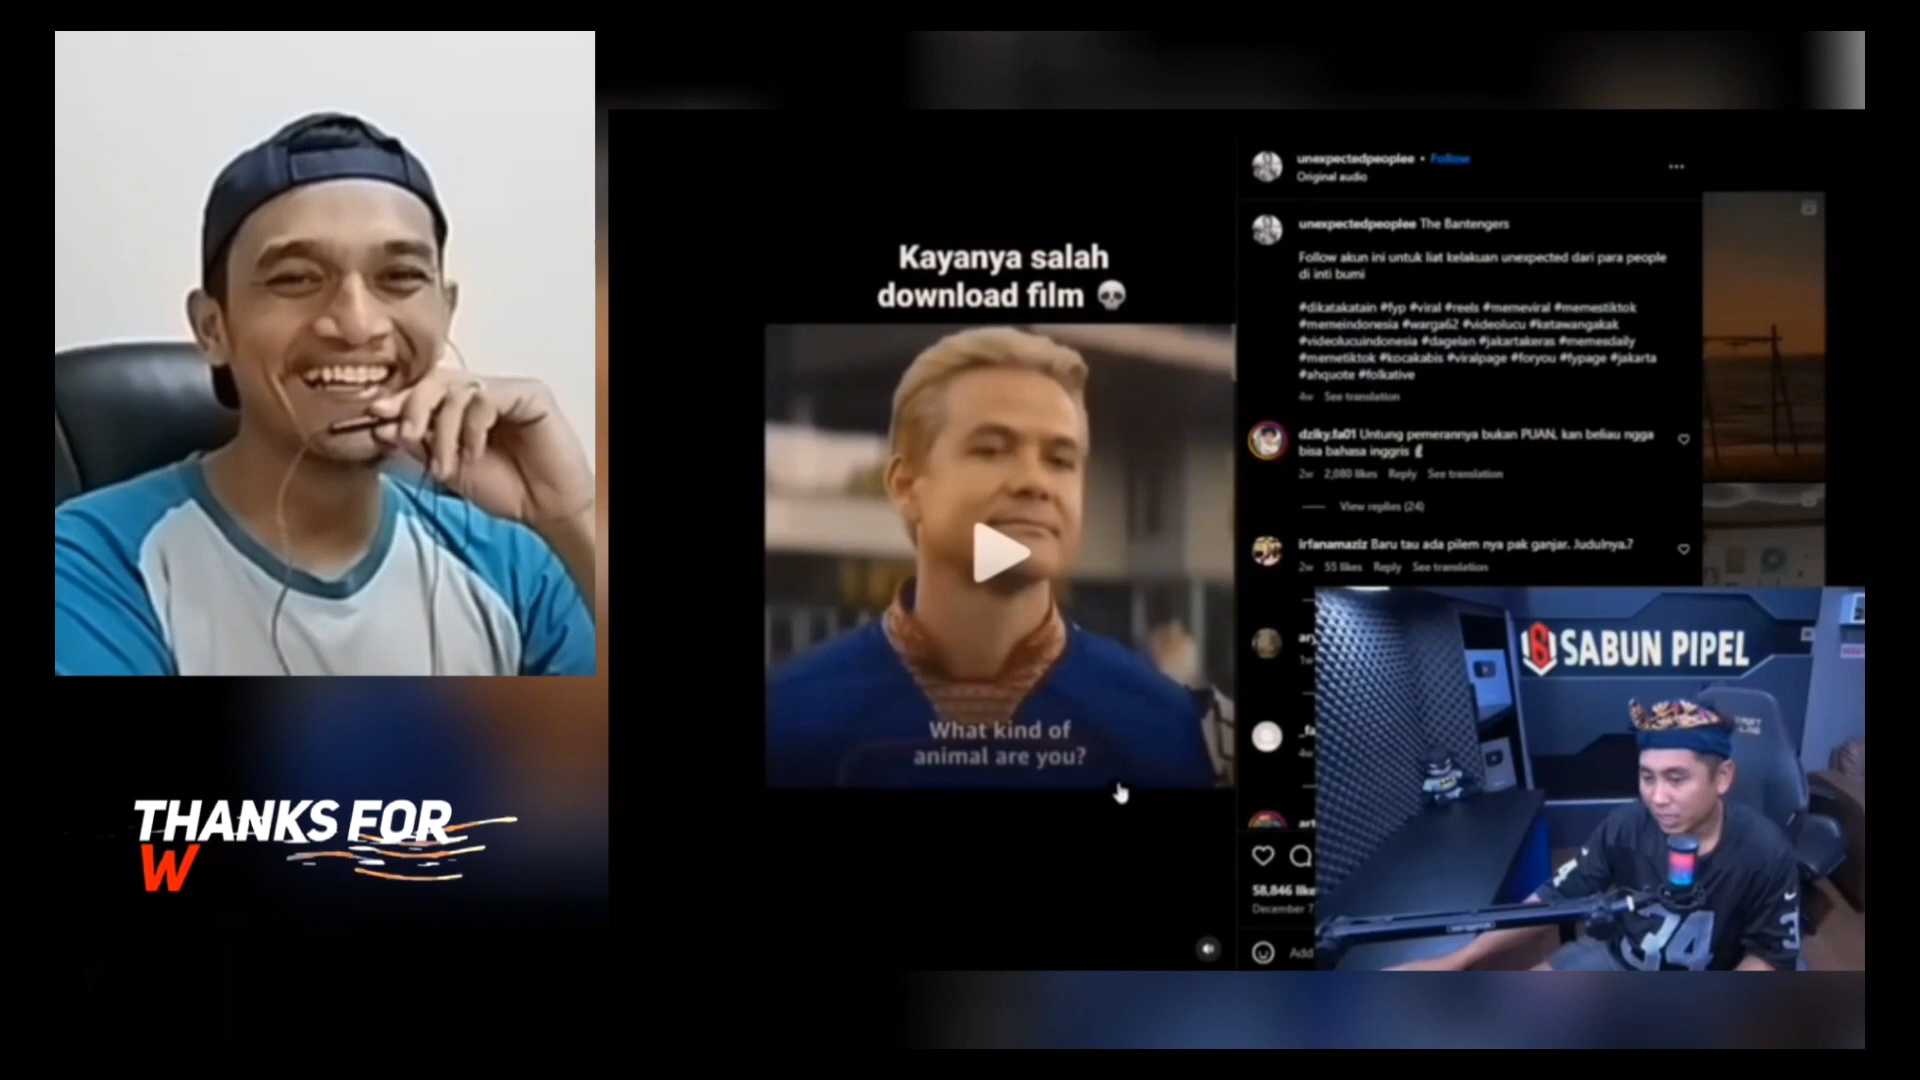 Kayanya salah
download film
What kind of
animal are you?
unexpectedpeoplee • Follow
Original audio
unexpectedpeoplee The Bantengers
Follow akun ini untuk liat kelakuan unexpected dari para people
di inti bumi
#dikatakatain #fyp #viral #reels #memeviral #memestiktok
#memeindonesia #warga62 #videolucu #ketawangakak
#videolucuindonesia #dagelan #jakartakeras #memesdaily
#memetiktok #kocakabis #viralpage #foryou #fypage #jakarta
#ahquote #folkative
4w See translation
dziky.fa01 Untung pemerannya bukan PUAN, kan beliau ngga
bisa bahasa inggris
2w 2,080 likes Reply See translation
View replies (24)
irfanamaziz Baru tau ada pilem nya pak ganjar. Judulnya.?
2w 55 likes Reply See translation
58,846 like
December 7
Add
SABUN PIPEL
34
THANKS FOR
W